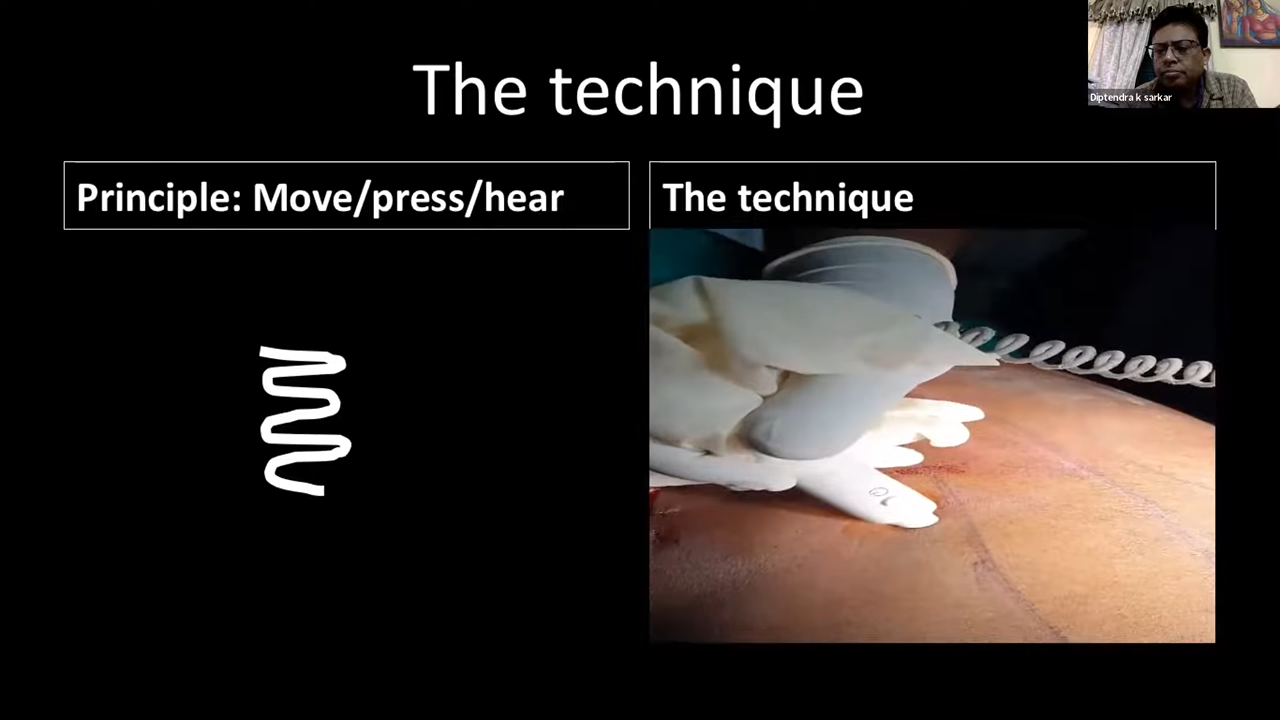 The technique
Diptendra k sarkar
Principle: Move/press/hear
The technique